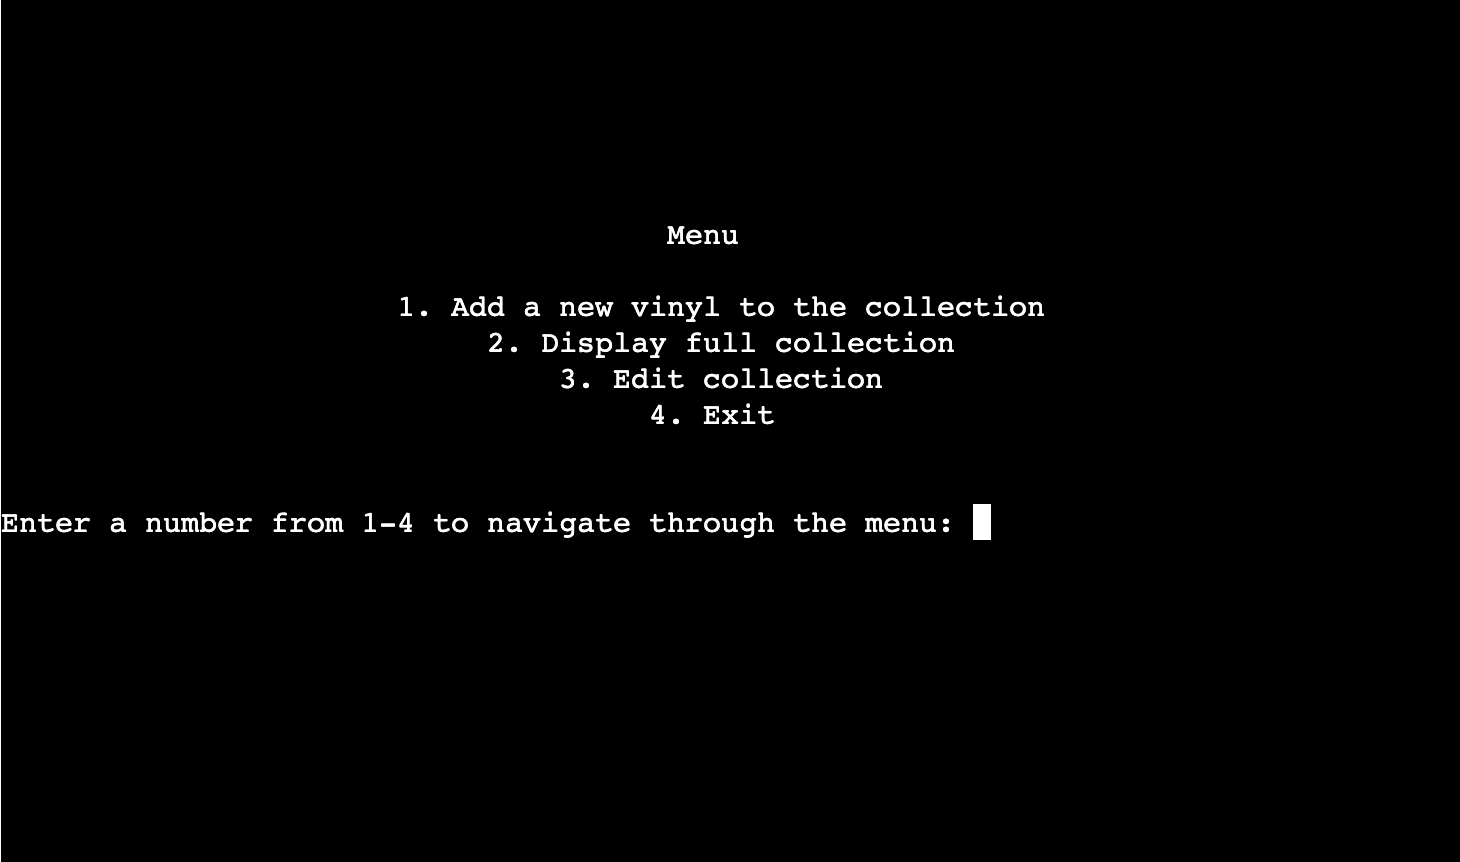 Menu
1. Add a new vinyl to the collection
2. Display full collection
3. Edit collection
4. Exit
Enter a number from 1-4 to navigate through the menu: